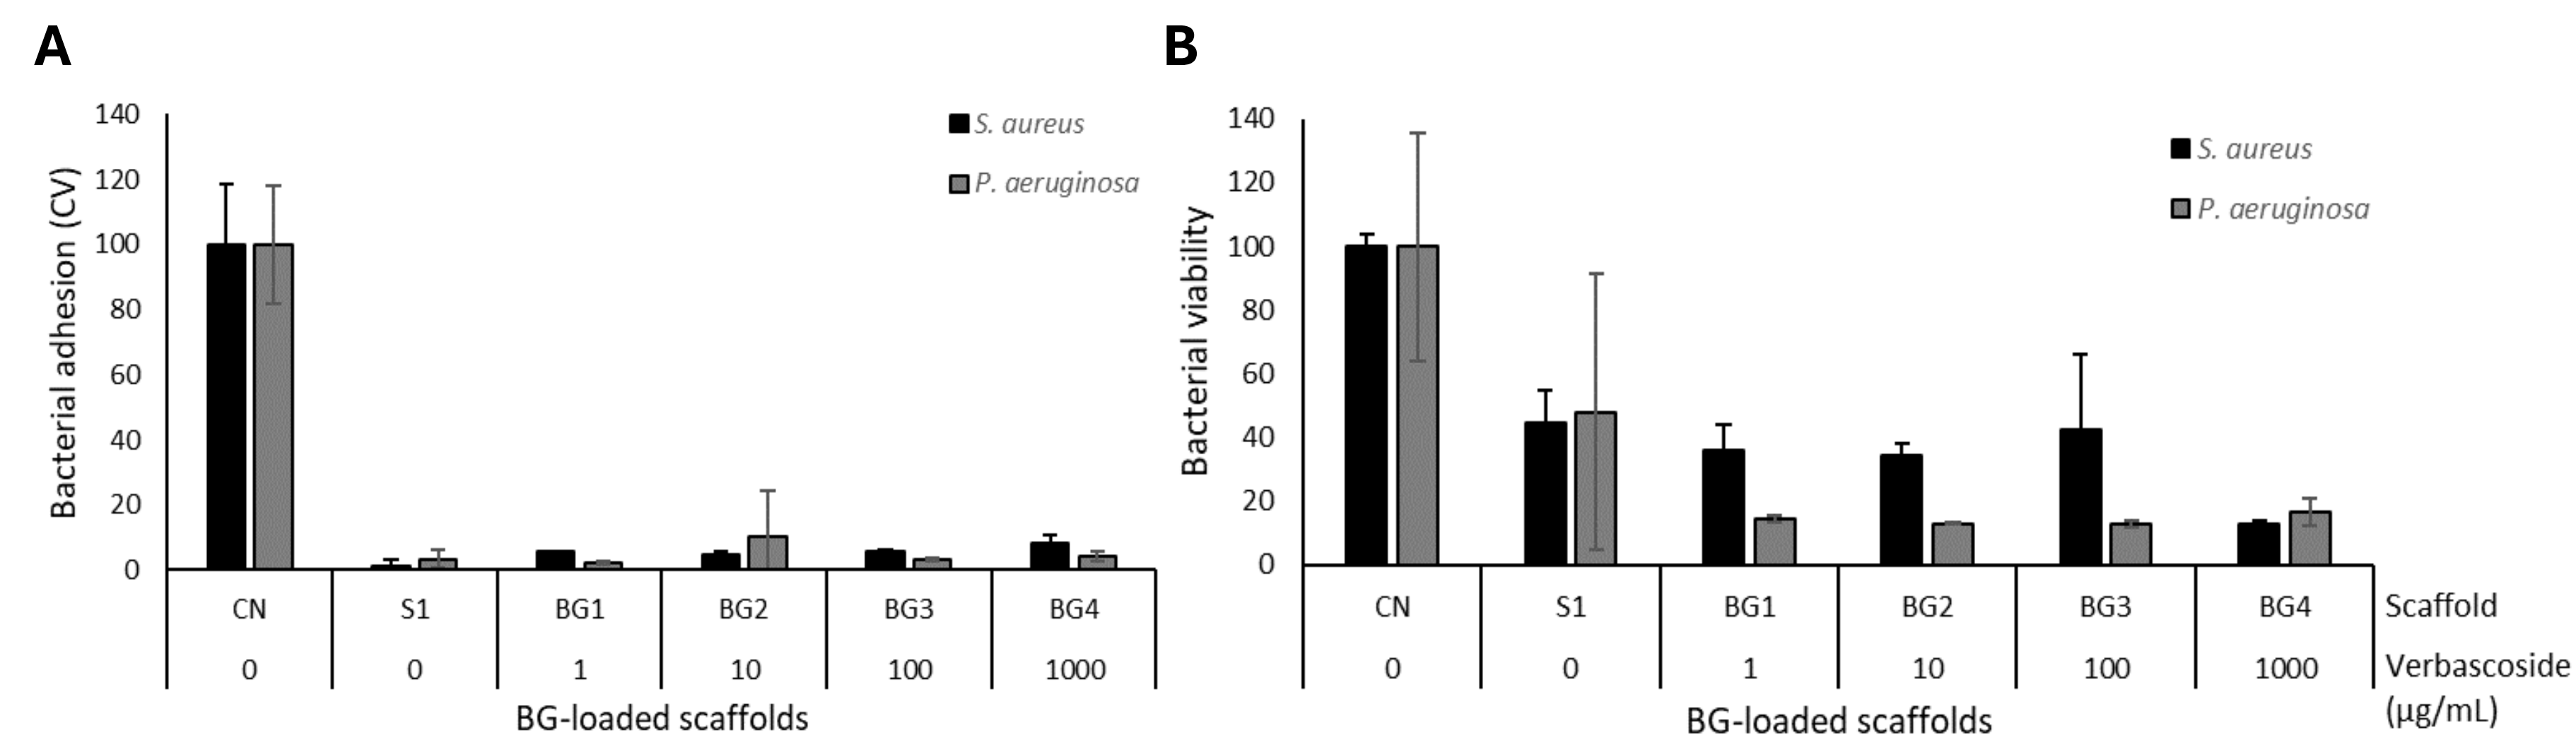 A
Bacterial adhesion (CV)
140
120
100
80
60
40
20
0
S. aureus
P. aeruginosa
CN S1 BG1 BG2 BG3 BG4
0 0 1 10 100 1000
BG-loaded scaffolds
B
Bacterial viability
140
120
100
80
60
40
20
0
S. aureus
P. aeruginosa
CN S1 BG1 BG2 BG3 BG4 Scaffold
0 0 1 10 100 1000 Verbascoside
(µg/mL)
BG-loaded scaffolds